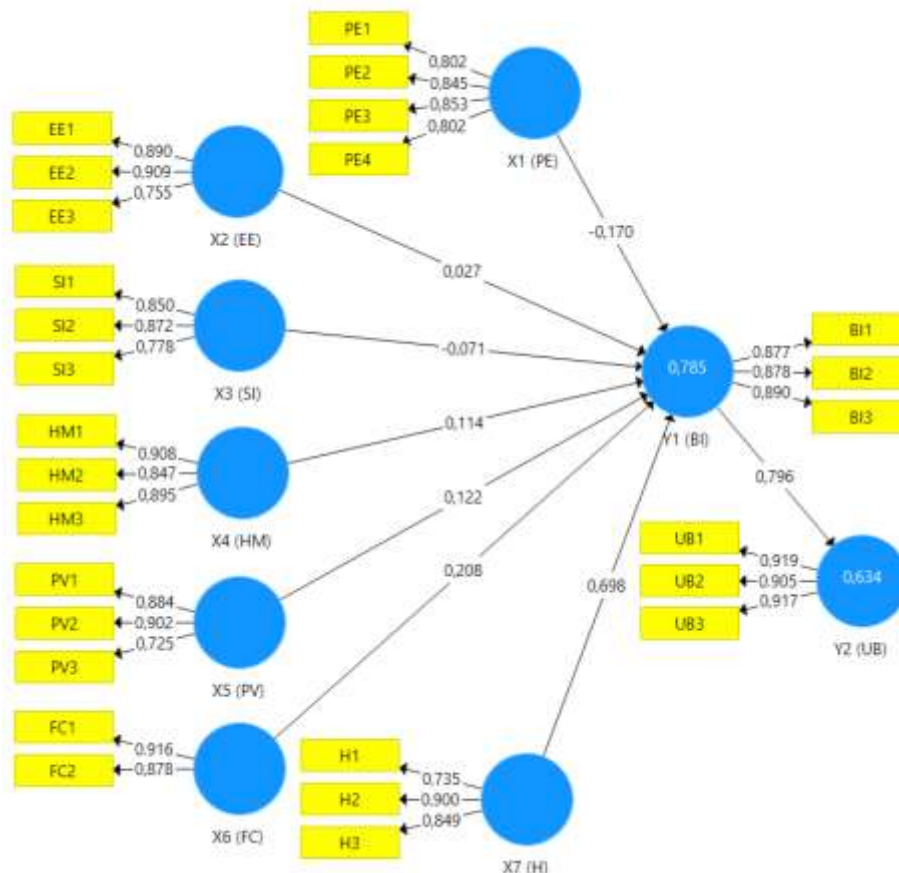 PE1
PE2
PE3
PE4
0,802
0,845
0,853
0,802
X1 (PE)
EE1
EE2
EE3
0,890
0,909
0,755
X2 (EE)
-0,170
0,027
SI1
SI2
SI3
0,850
0,872
0,778
X3 (SI)
-0,071
0,785
Y1 (BI)
0,877
0,878
0,890
BI1
BI2
BI3
HM1
HM2
HM3
0,908
0,847
0,895
X4 (HM)
0,114
0,122
0,796
PV1
PV2
PV3
0,884
0,902
0,725
X5 (PV)
0,208
0,698
UB1
UB2
UB3
0,919
0,905
0,917
0,634
Y2 (UB)
FC1
FC2
0,916
0,878
X6 (FC)
H1
H2
H3
0,735
0,900
0,849
X7 (H)